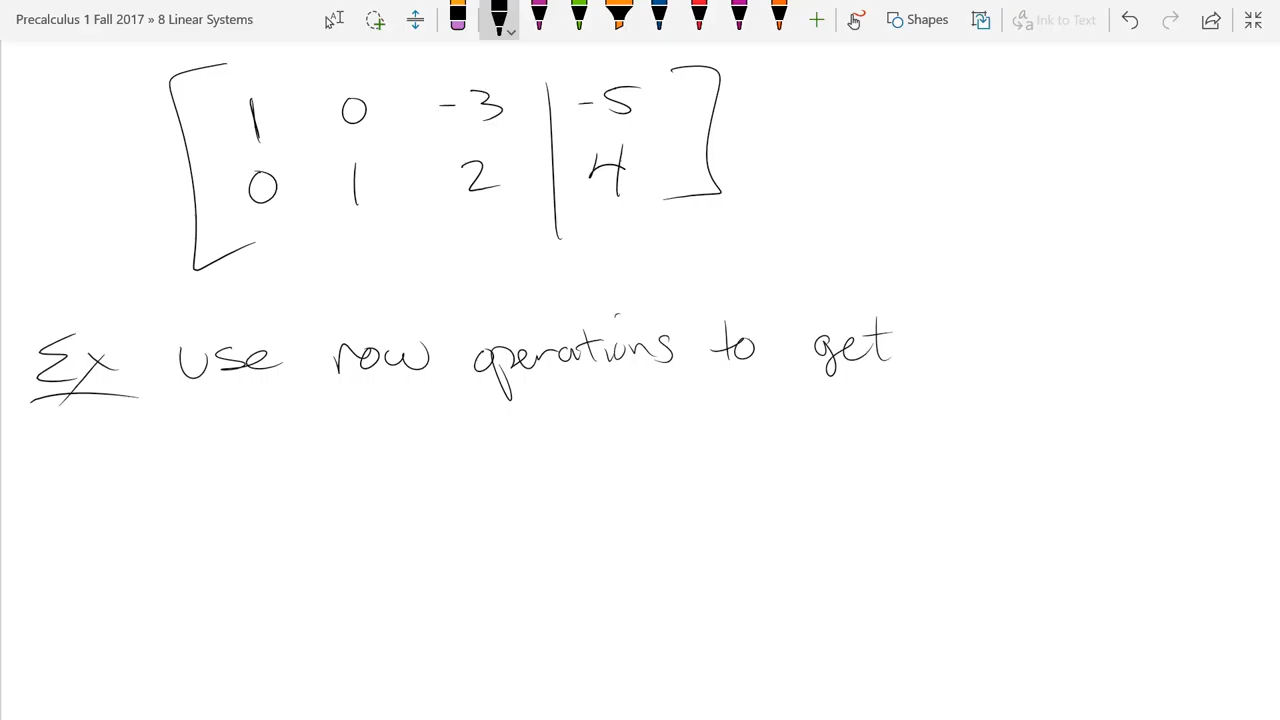 Precalculus 1 Fall 2017 » 8 Linear Systems Shapes Ink to Text
1 0 -3 | -5
0 1 2 | 4
Ex use row operations to get